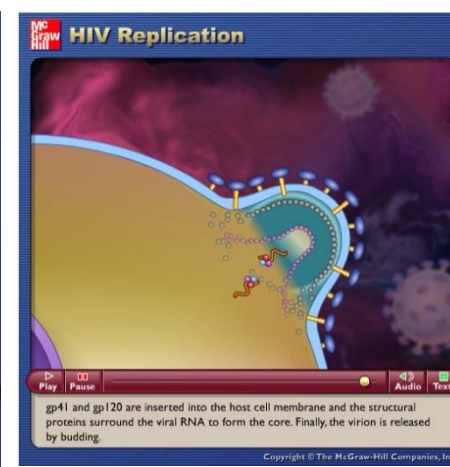 Mc
Graw
Hill
HIV Replication
Play Pause Audio Text
gp41 and gp120 are inserted into the host cell membrane and the structural
proteins surround the viral RNA to form the core. Finally, the virion is released
by budding.
Copyright © The McGraw-Hill Companies, In